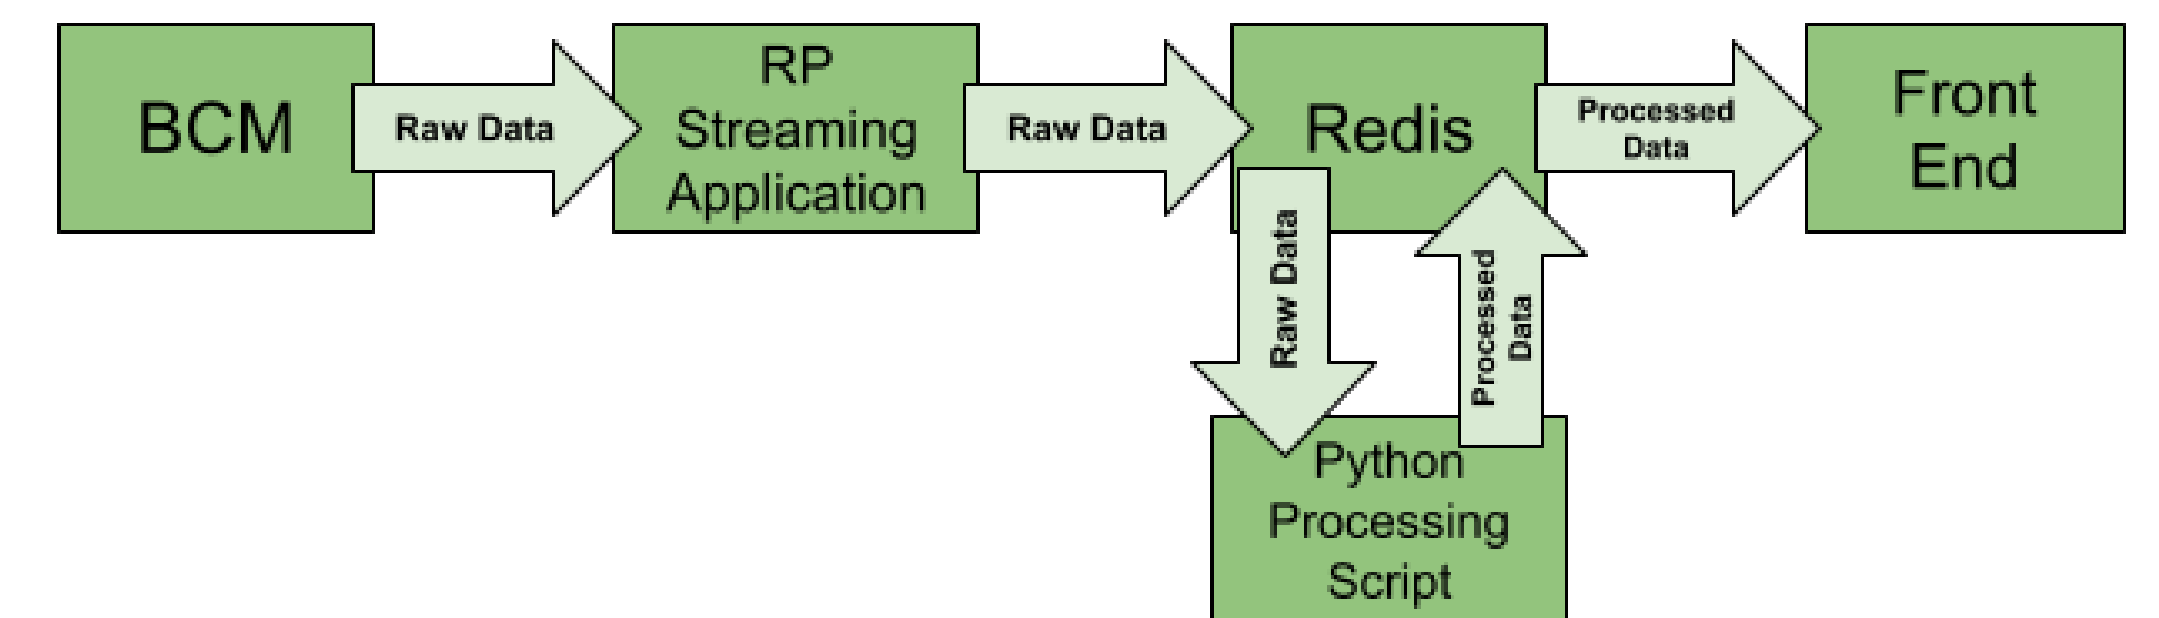 BCM
Raw Data
RP
Streaming
Application
Raw Data
Redis
Processed
Data
Front
End
Raw Data
Processed
Data
Python
Processing
Script